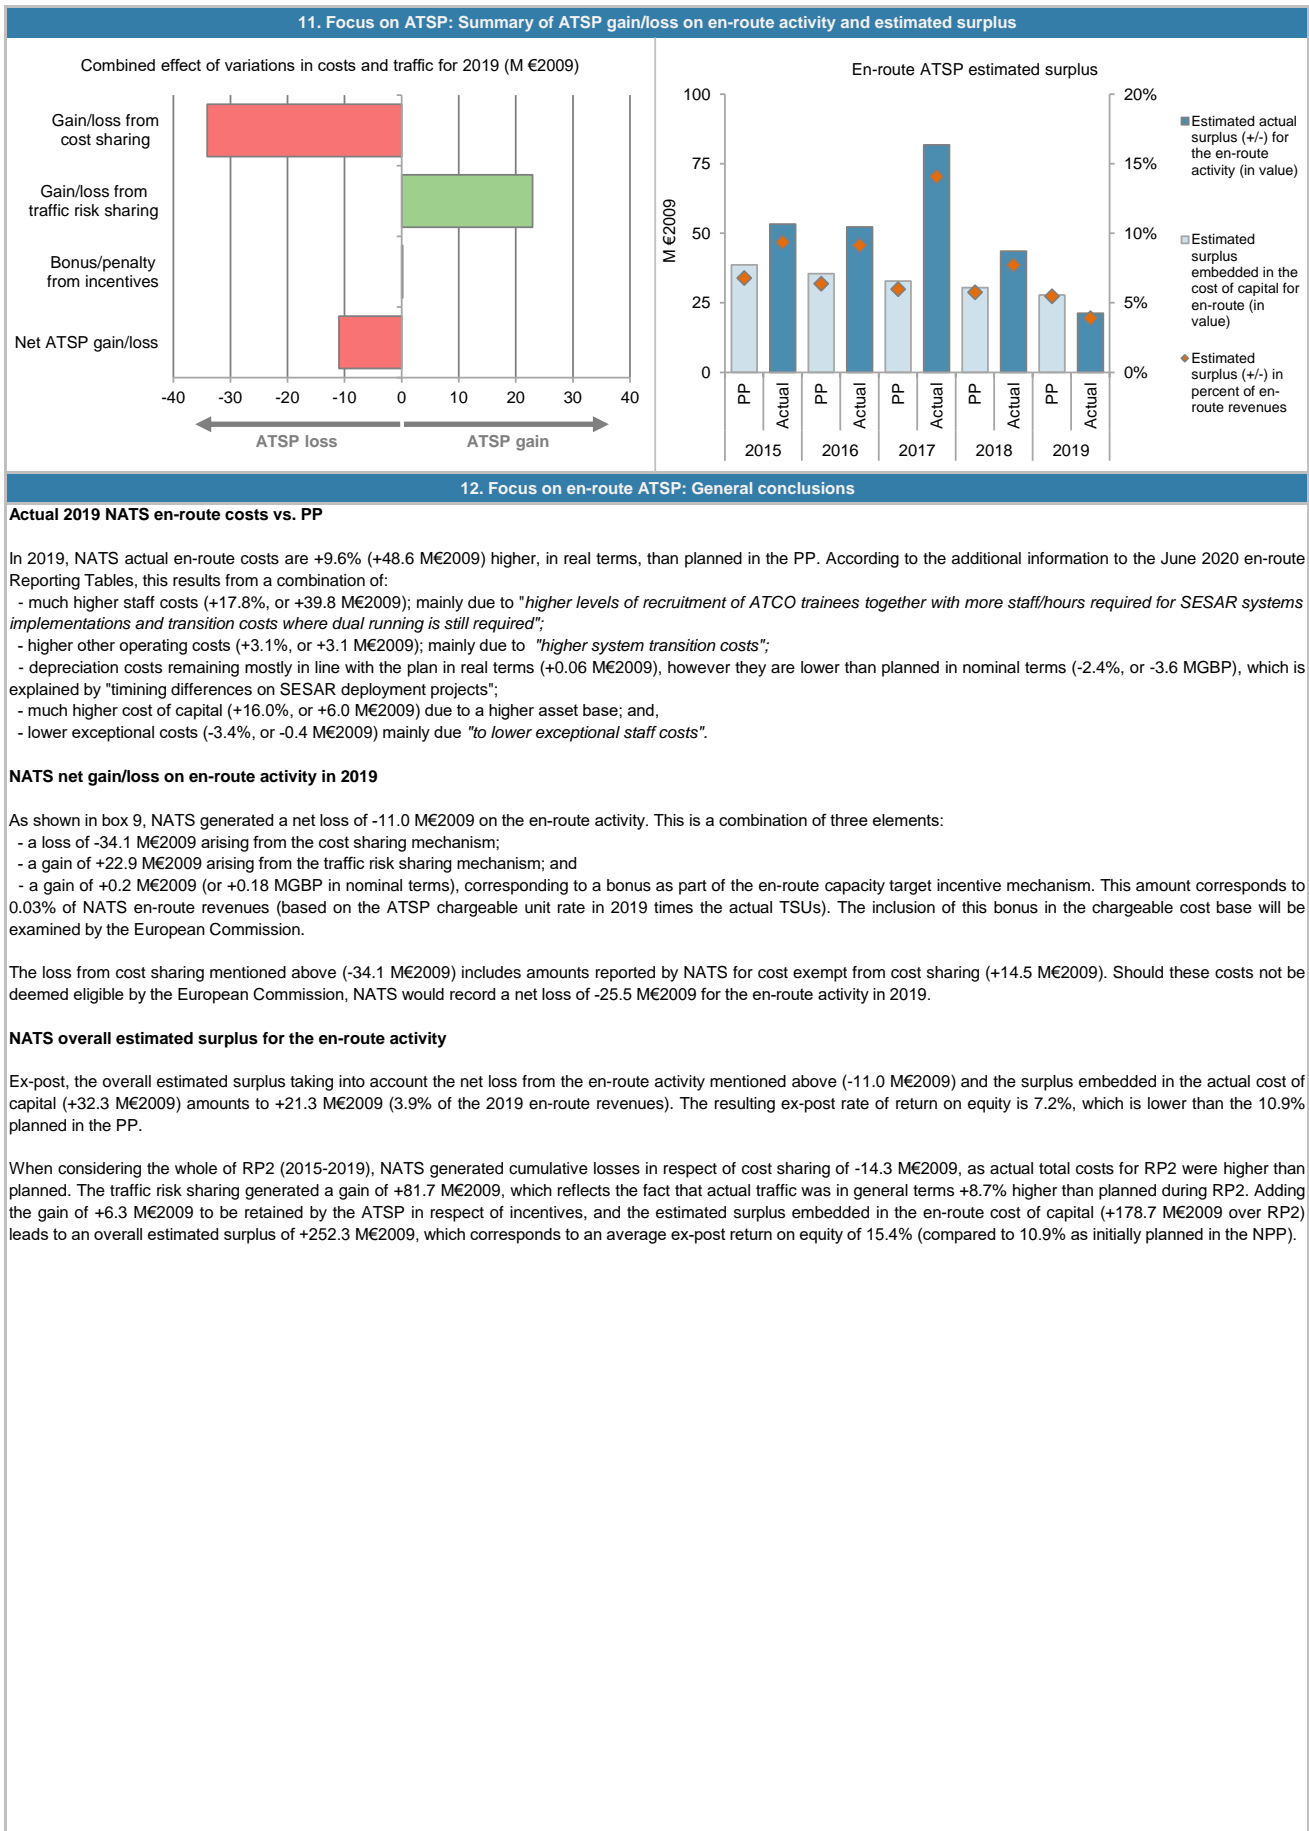 11. Focus on ATSP: Summary of ATSP gain/loss on en-route activity and estimated surplus
Combined effect of variations in costs and traffic for 2019 (M €2009)
Gain/loss from
cost sharing
Gain/loss from
traffic risk sharing
Bonus/penalty
from incentives
Net ATSP gain/loss
-40 -30 -20 -10 0 10 20 30 40
ATSP loss ATSP gain
En-route ATSP estimated surplus
M €2009
100
75
50
25
0
20%
15%
10%
5%
0%
PP Actual PP Actual PP Actual PP Actual PP Actual
2015 2016 2017 2018 2019
Estimated actual
surplus (+/-) for
the en-route
activity (in value)
Estimated
surplus
embedded in the
cost of capital for
en-route (in
value)
Estimated
surplus (+/-) in
percent of en-
route revenues
12. Focus on en-route ATSP: General conclusions
Actual 2019 NATS en-route costs vs. PP
In 2019, NATS actual en-route costs are +9.6% (+48.6 M€2009) higher, in real terms, than planned in the PP. According to the additional information to the June 2020 en-route
Reporting Tables, this results from a combination of:
- much higher staff costs (+17.8%, or +39.8 M€2009); mainly due to "higher levels of recruitment of ATCO trainees together with more staff/hours required for SESAR systems
implementations and transition costs where dual running is still required";
- higher other operating costs (+3.1%, or +3.1 M€2009); mainly due to "higher system transition costs";
- depreciation costs remaining mostly in line with the plan in real terms (+0.06 M€2009), however they are lower than planned in nominal terms (-2.4%, or -3.6 MGBP), which is
explained by "timining differences on SESAR deployment projects";
- much higher cost of capital (+16.0%, or +6.0 M€2009) due to a higher asset base; and,
- lower exceptional costs (-3.4%, or -0.4 M€2009) mainly due "to lower exceptional staff costs".
NATS net gain/loss on en-route activity in 2019
As shown in box 9, NATS generated a net loss of -11.0 M€2009 on the en-route activity. This is a combination of three elements:
- a loss of -34.1 M€2009 arising from the cost sharing mechanism;
- a gain of +22.9 M€2009 arising from the traffic risk sharing mechanism; and
- a gain of +0.2 M€2009 (or +0.18 MGBP in nominal terms), corresponding to a bonus as part of the en-route capacity target incentive mechanism. This amount corresponds to
0.03% of NATS en-route revenues (based on the ATSP chargeable unit rate in 2019 times the actual TSUs). The inclusion of this bonus in the chargeable cost base will be
examined by the European Commission.
The loss from cost sharing mentioned above (-34.1 M€2009) includes amounts reported by NATS for cost exempt from cost sharing (+14.5 M€2009). Should these costs not be
deemed eligible by the European Commission, NATS would record a net loss of -25.5 M€2009 for the en-route activity in 2019.
NATS overall estimated surplus for the en-route activity
Ex-post, the overall estimated surplus taking into account the net loss from the en-route activity mentioned above (-11.0 M€2009) and the surplus embedded in the actual cost of
capital (+32.3 M€2009) amounts to +21.3 M€2009 (3.9% of the 2019 en-route revenues). The resulting ex-post rate of return on equity is 7.2%, which is lower than the 10.9%
planned in the PP.
When considering the whole of RP2 (2015-2019), NATS generated cumulative losses in respect of cost sharing of -14.3 M€2009, as actual total costs for RP2 were higher than
planned. The traffic risk sharing generated a gain of +81.7 M€2009, which reflects the fact that actual traffic was in general terms +8.7% higher than planned during RP2. Adding
the gain of +6.3 M€2009 to be retained by the ATSP in respect of incentives, and the estimated surplus embedded in the en-route cost of capital (+178.7 M€2009 over RP2)
leads to an overall estimated surplus of +252.3 M€2009, which corresponds to an average ex-post return on equity of 15.4% (compared to 10.9% as initially planned in the NPP).